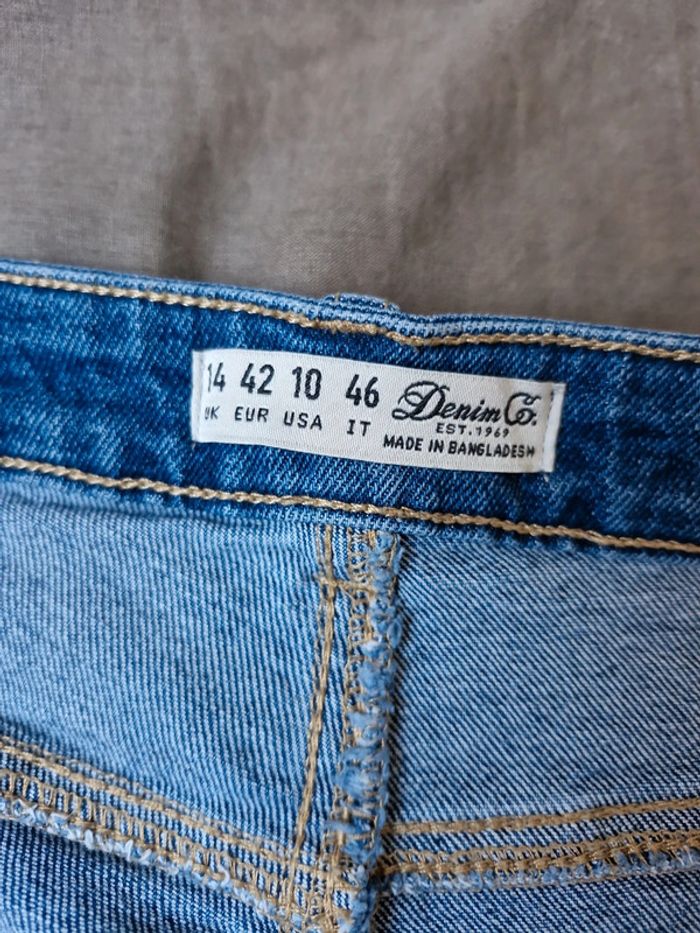 14 42 10 46 Denim Co.
UK EUR USA IT EST. 1969
MADE IN BANGLADESH